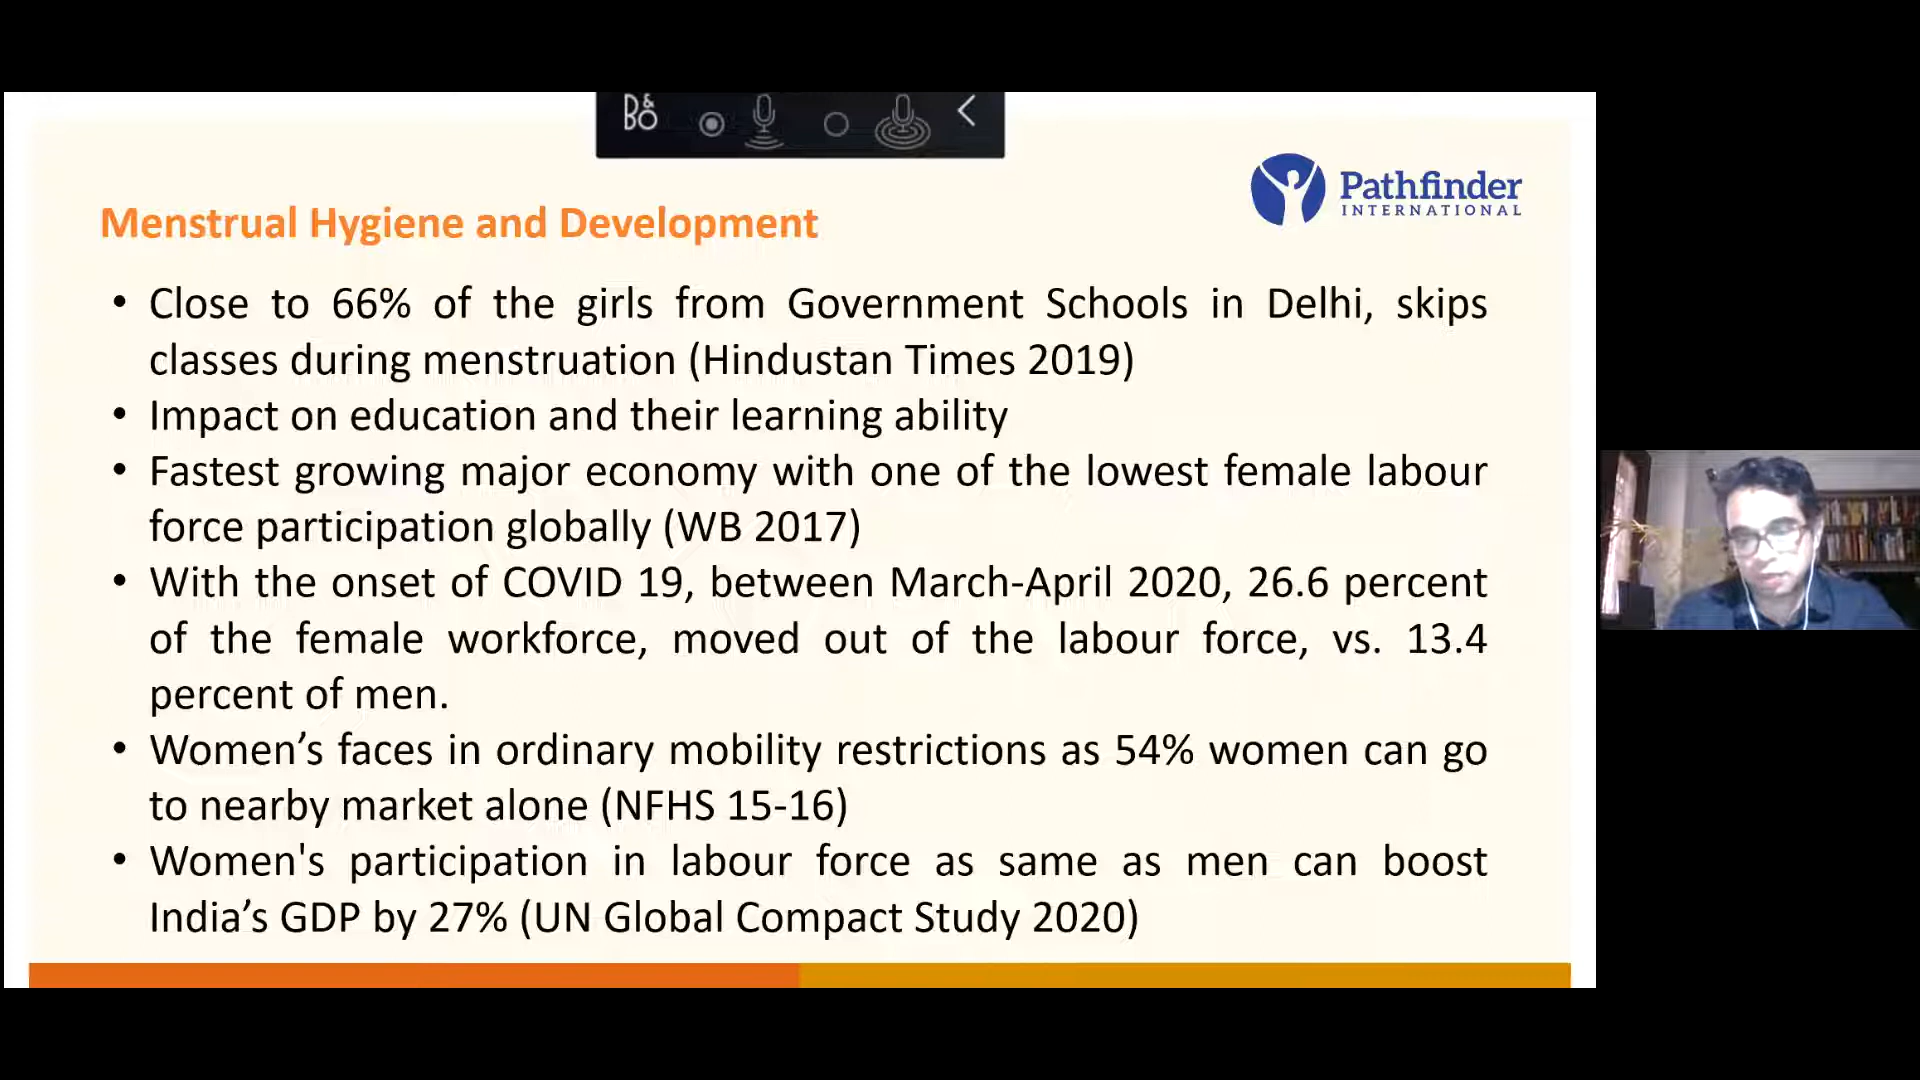 B&O
Pathfinder
INTERNATIONAL
Menstrual Hygiene and Development
• Close to 66% of the girls from Government Schools in Delhi, skips
classes during menstruation (Hindustan Times 2019)
• Impact on education and their learning ability
• Fastest growing major economy with one of the lowest female labour
force participation globally (WB 2017)
• With the onset of COVID 19, between March-April 2020, 26.6 percent
of the female workforce, moved out of the labour force, vs. 13.4
percent of men.
• Women’s faces in ordinary mobility restrictions as 54% women can go
to nearby market alone (NFHS 15-16)
• Women's participation in labour force as same as men can boost
India’s GDP by 27% (UN Global Compact Study 2020)